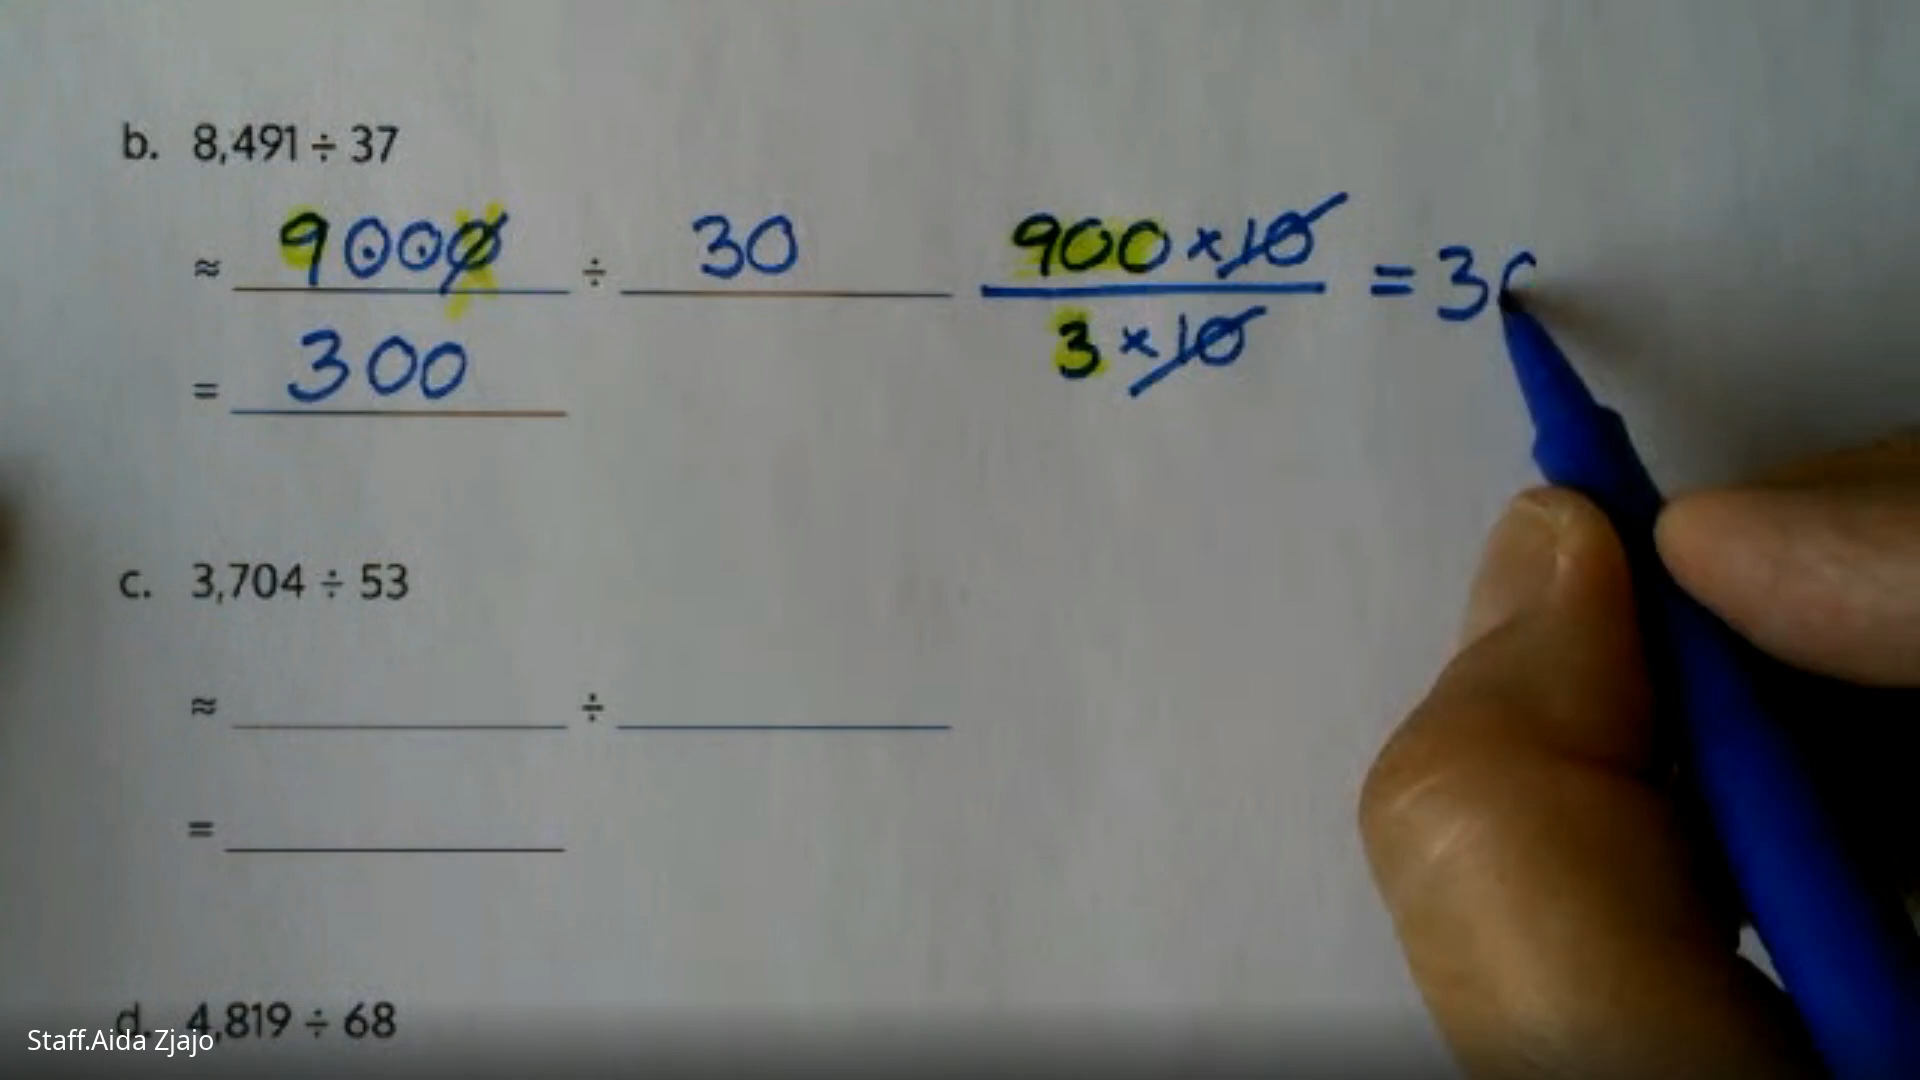 b. 8,491 ÷ 37
≈ 9000 ÷ 30
900 × 10 / 3 × 10 = 30
= 300
c. 3,704 ÷ 53
≈ ÷
=
d. 4,819 ÷ 68
Staff.Aida Zjajo